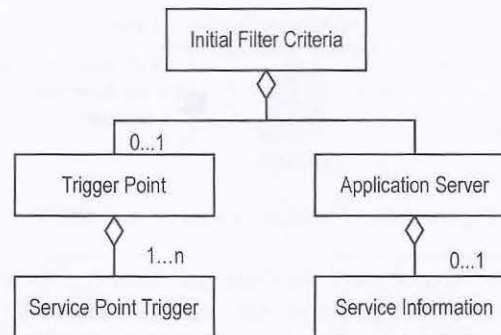 Initial Filter Criteria
0...1
Trigger Point
Application Server
1...n
0...1
Service Point Trigger
Service Information